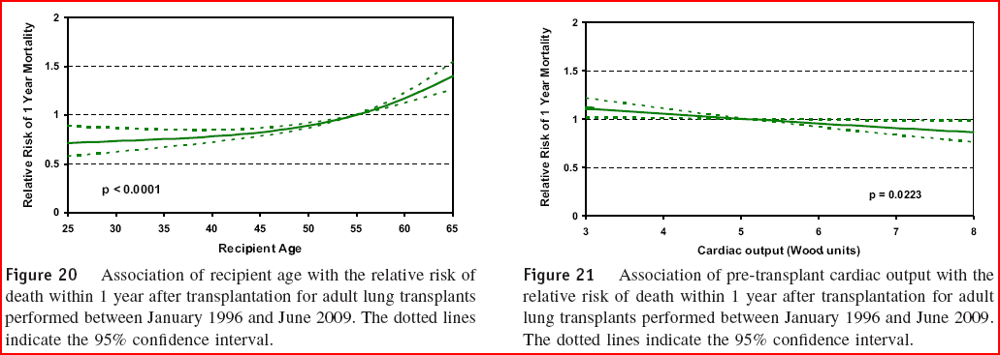 2
1.5
1
0.5
0
Relative Risk of 1 Year Mortality
p < 0.0001
25 30 35 40 45 50 55 60 65
Recipient Age
Figure 20 Association of recipient age with the relative risk of
death within 1 year after transplantation for adult lung transplants
performed between January 1996 and June 2009. The dotted lines
indicate the 95% confidence interval.
2
1.5
1
0.5
0
Relative Risk of 1 Year Mortality
p = 0.0223
3 4 5 6 7 8
Cardiac output (Wood units)
Figure 21 Association of pre-transplant cardiac output with the
relative risk of death within 1 year after transplantation for adult
lung transplants performed between January 1996 and June 2009.
The dotted lines indicate the 95% confidence interval.